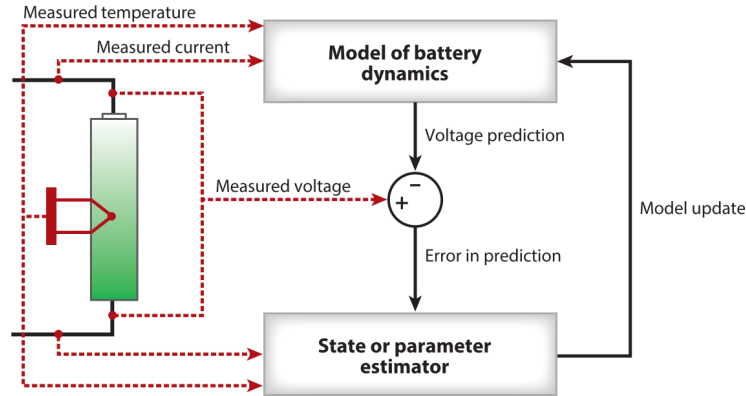 Measured temperature
Measured current
Model of battery
dynamics
Voltage prediction
−
+
Measured voltage
Model update
Error in prediction
State or parameter
estimator